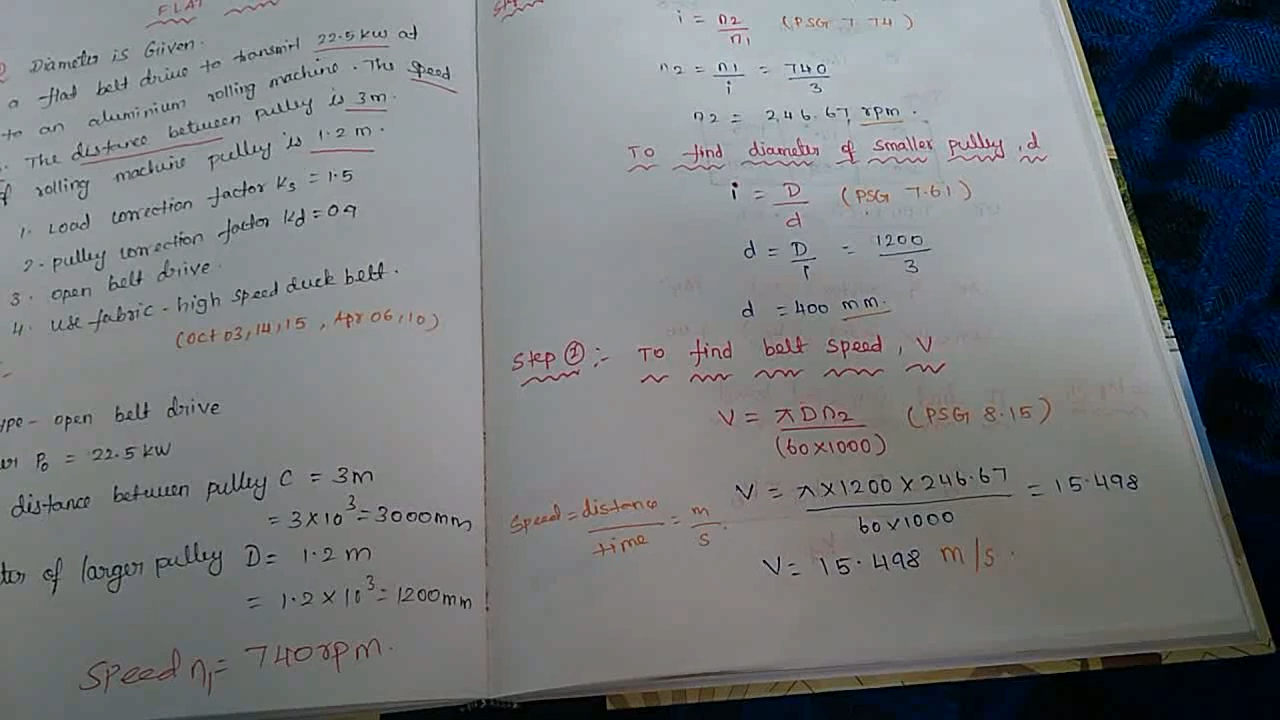 FLAT
Diameter is Given.
a flat belt drive to transmit 22.5 kW at
to an aluminium rolling machine. The speed
The distance between pulley is 3m.
of rolling machine pulley is 1.2 m.
1. Load correction factor Ks = 1.5
2. pulley correction factor Kd = 0.9
3. open belt drive.
4. use fabric - high speed duck belt.
(Oct 03, 14, 15, Apr 06, 10)
type - open belt drive
P₀ = 22.5 kW
distance between pulley C = 3m
= 3×10³ = 3000mm
of larger pulley D = 1.2 m
= 1.2 × 10³ = 1200mm
Speed n₁ = 740 rpm.
Step
i = n2/n1 (PSG 7.74)
n2 = n1/i = 740/3
n2 = 246.67 rpm.
To find diameter of smaller pulley, d
i = D/d (PSG 7.61)
d = D/i = 1200/3
d = 400 mm.
Step ② :- To find belt speed, V
V = πDn2/(60×1000) (PSG 8.15)
V = π×1200×246.67/60×1000 = 15.498
Speed = distance/time = m/s.
V = 15.498 m/s.